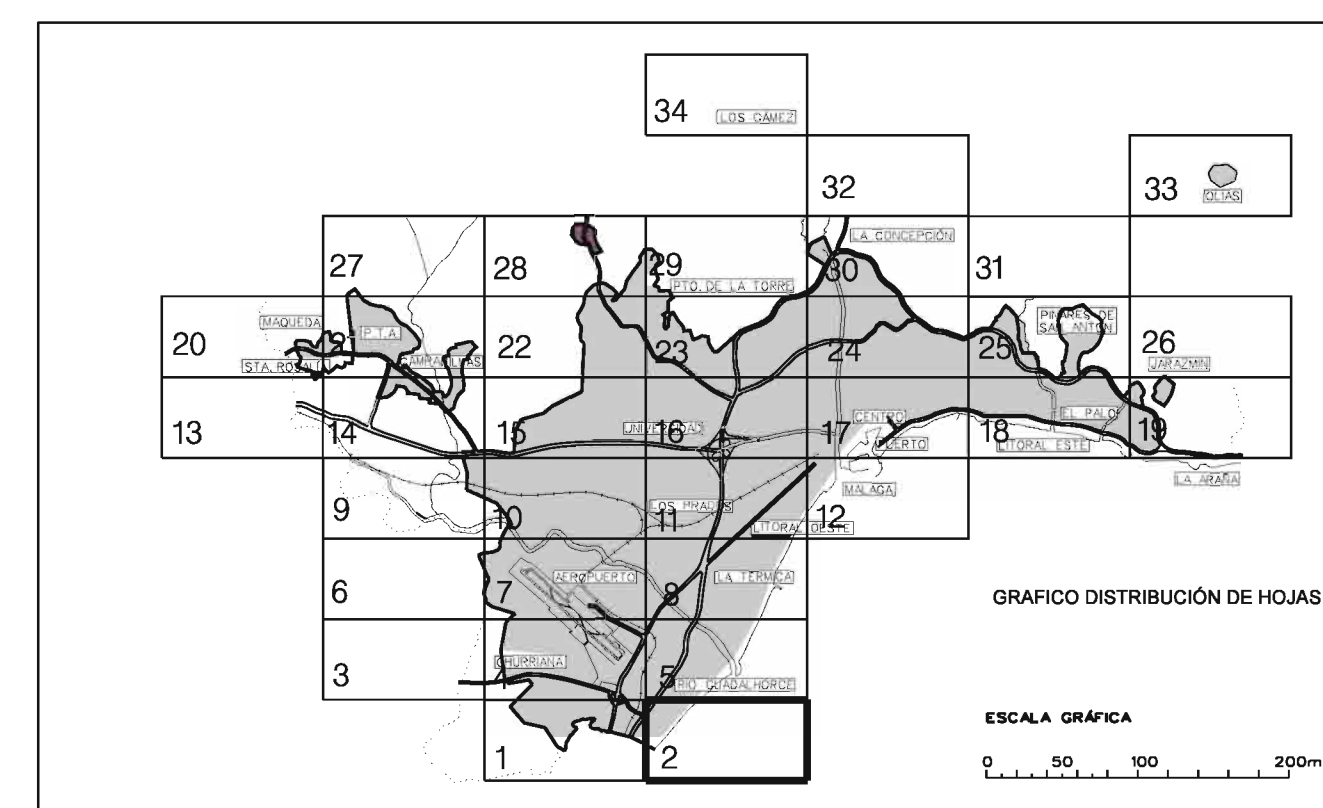 34 LOS GÁMEZ
32
33 OLIAS
27
28
29
PTO. DE LA TORRE
30
LA CONCEPCIÓN
31
20
MAQUEDA
STA. ROSALIA
21
P.T.A.
CAMPANILLAS
22
23
24
25
PINARES DE
SAN ANTON
26
JARAZMIN
13
14
15
UNIVERSIDAD
16
17
CENTRO
PUERTO
MALAGA
18
EL PALO
LITORAL ESTE
19
LA ARAÑA
9
10
LOS PRADOS
11
LITORAL OESTE
12
6
7
AEROPUERTO
8
LA TERMICA
GRAFICO DISTRIBUCIÓN DE HOJAS
3
CHURRIANA
5
RIO GUADALHORCE
1
2
ESCALA GRÁFICA
0 50 100 200m